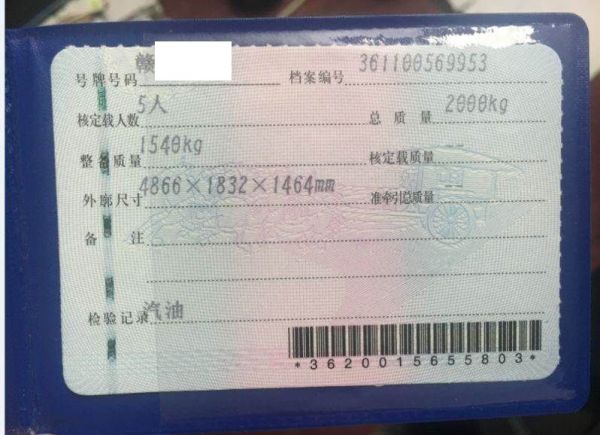 号牌号码 赣 档案编号 361100569953
核定载人数 5人 总质量 2000kg
整备质量 1540kg 核定载质量
外廓尺寸 4866×1832×1464mm 准牵引总质量
备注
检验记录 汽油
*3620015655803*